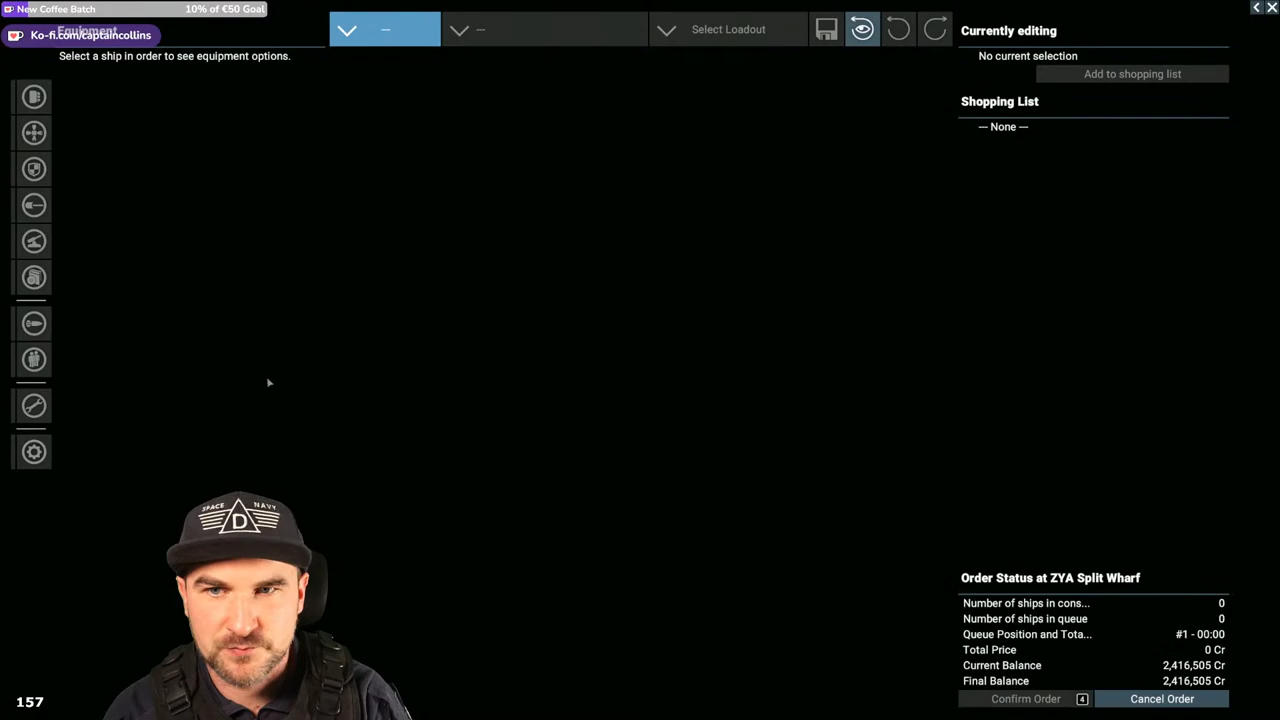 New Coffee Batch 10% of €50 Goal
Ko-fi.com/captaincollins
Equipment
Select a ship in order to see equipment options.
—
—
Select Loadout
Currently editing
No current selection
Add to shopping list
Shopping List
— None —
SPACE NAVY
D
Order Status at ZYA Split Wharf
Number of ships in cons... 0
Number of ships in queue 0
Queue Position and Tota... #1 - 00:00
Total Price 0 Cr
Current Balance 2,416,505 Cr
Final Balance 2,416,505 Cr
Confirm Order 4 Cancel Order
157